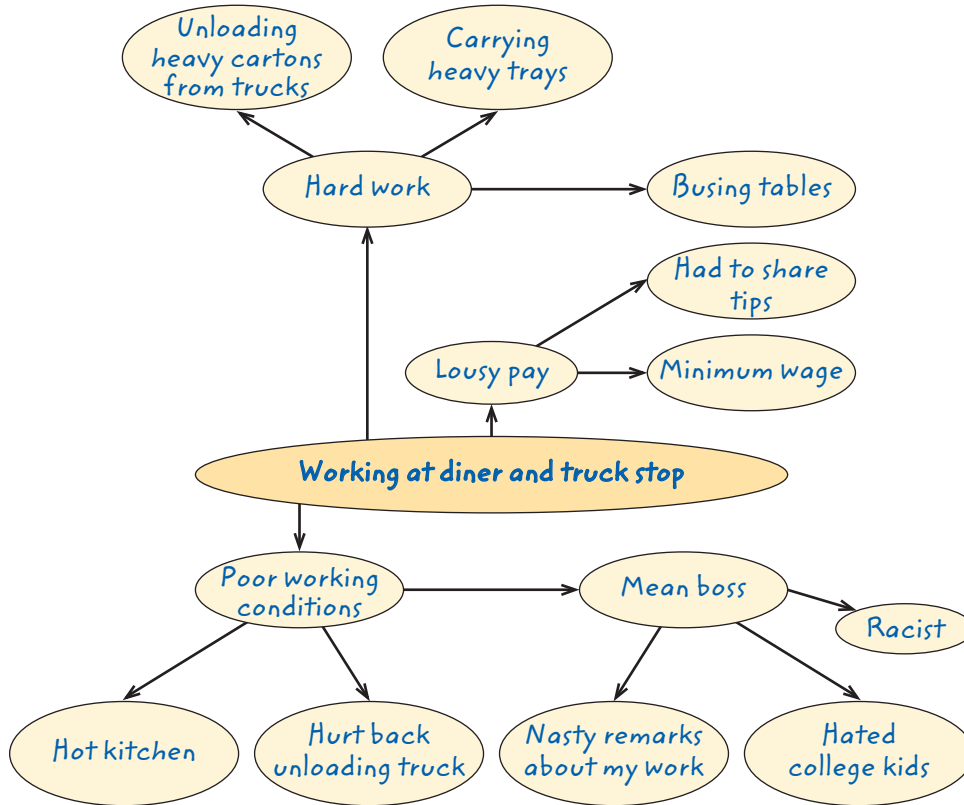 Unloading
heavy cartons
from trucks
Carrying
heavy trays
Hard work
Busing tables
Had to share
tips
Lousy pay
Minimum wage
Working at diner and truck stop
Poor working
conditions
Mean boss
Racist
Hot kitchen
Hurt back
unloading truck
Nasty remarks
about my work
Hated
college kids